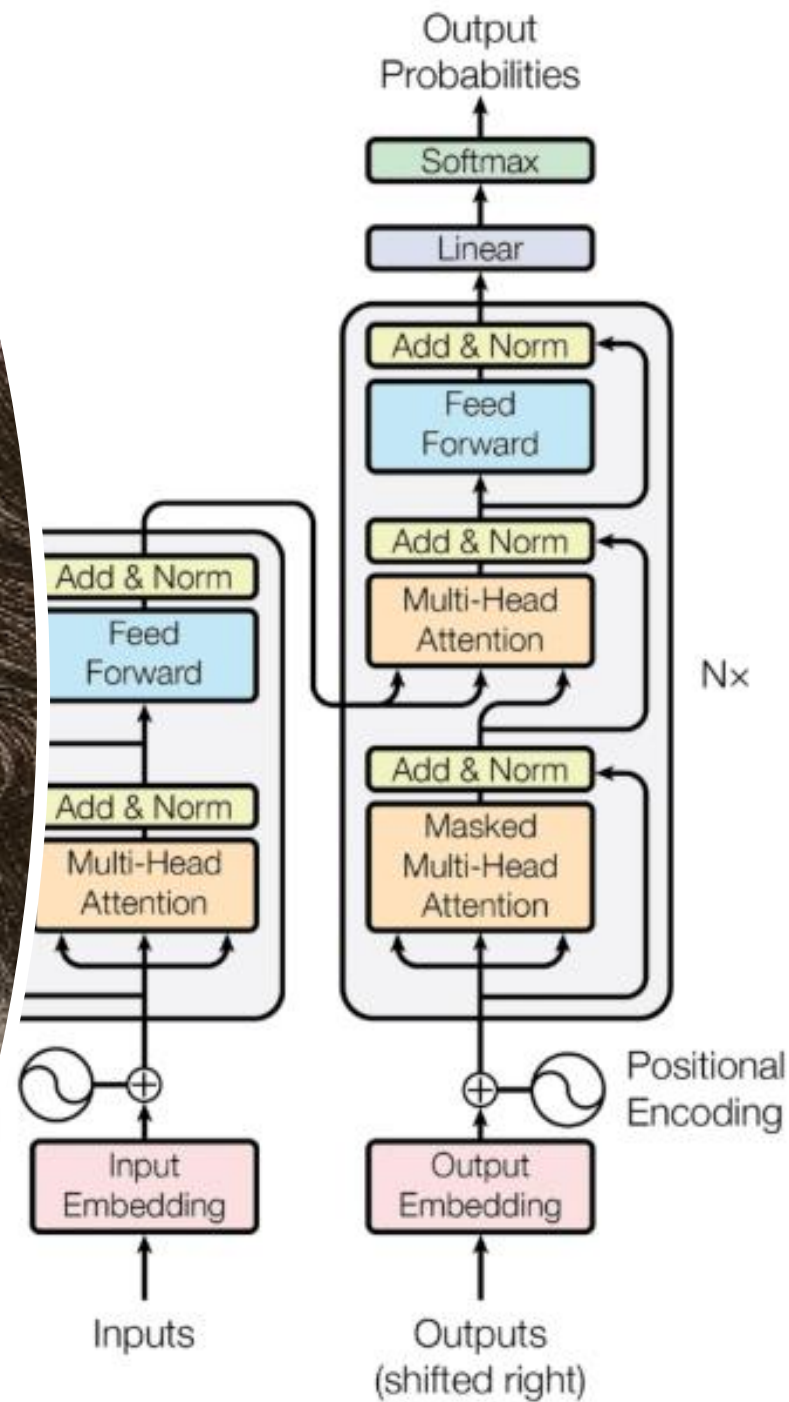 Output
Probabilities
Softmax
Linear
Add & Norm
Feed
Forward
Add & Norm
Multi-Head
Attention
Add & Norm
Masked
Multi-Head
Attention
N×
Add & Norm
Feed
Forward
Add & Norm
Multi-Head
Attention
Positional
Encoding
Input
Embedding
Output
Embedding
Inputs
Outputs
(shifted right)